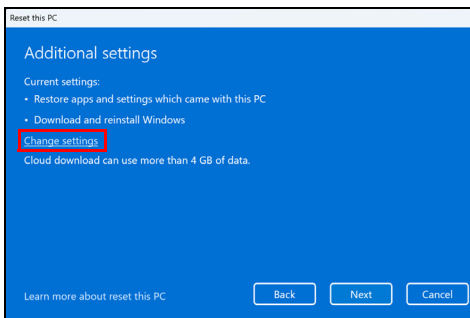 Reset this PC
Additional settings
Current settings:
• Restore apps and settings which came with this PC
• Download and reinstall Windows
Change settings
Cloud download can use more than 4 GB of data.
Learn more about reset this PC
Back
Next
Cancel